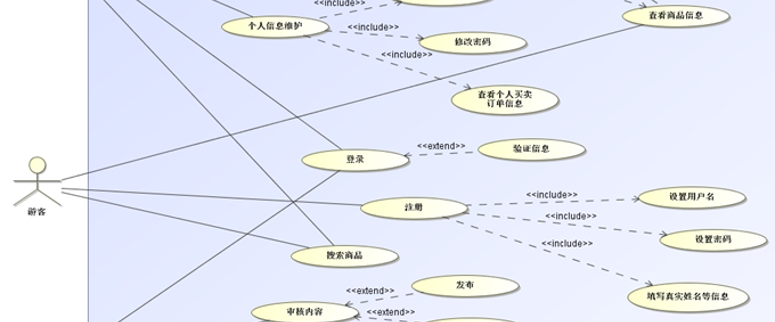 <<include>>
个人信息维护
查看商品信息
<<include>>
修改密码
<<include>>
查看个人买卖
订单信息
<<extend>>
验证信息
登录
<<include>>
设置用户名
注册
游客
<<include>>
设置密码
<<include>>
搜索商品
发布
<<extend>>
填写真实姓名等信息
审核内容
<<extend>>